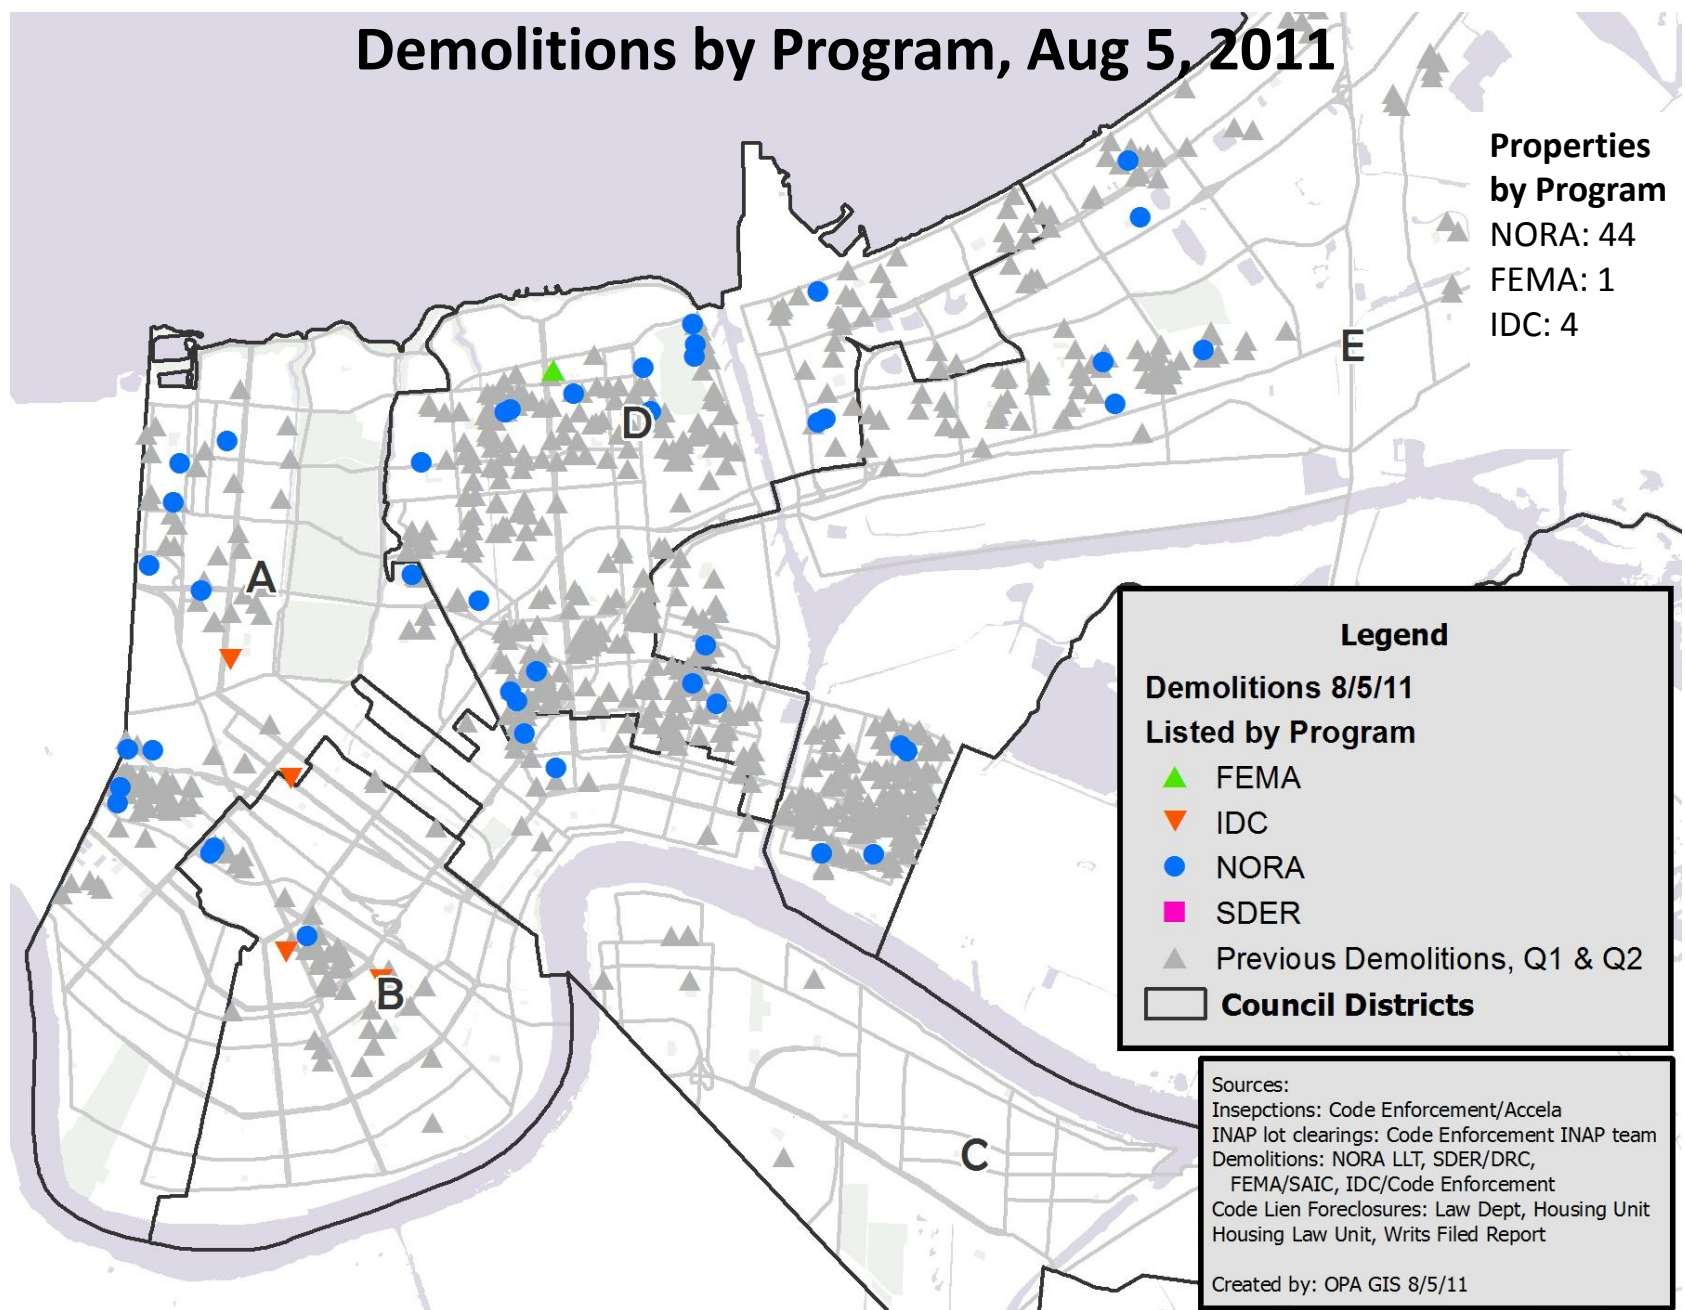 Demolitions by Program, Aug 5, 2011
Properties
by Program
NORA: 44
FEMA: 1
IDC: 4
E
D
A
B
C
Legend
Demolitions 8/5/11
Listed by Program
FEMA
IDC
NORA
SDER
Previous Demolitions, Q1 & Q2
Council Districts
Sources:
Insepctions: Code Enforcement/Accela
INAP lot clearings: Code Enforcement INAP team
Demolitions: NORA LLT, SDER/DRC,
FEMA/SAIC, IDC/Code Enforcement
Code Lien Foreclosures: Law Dept, Housing Unit
Housing Law Unit, Writs Filed Report
Created by: OPA GIS 8/5/11